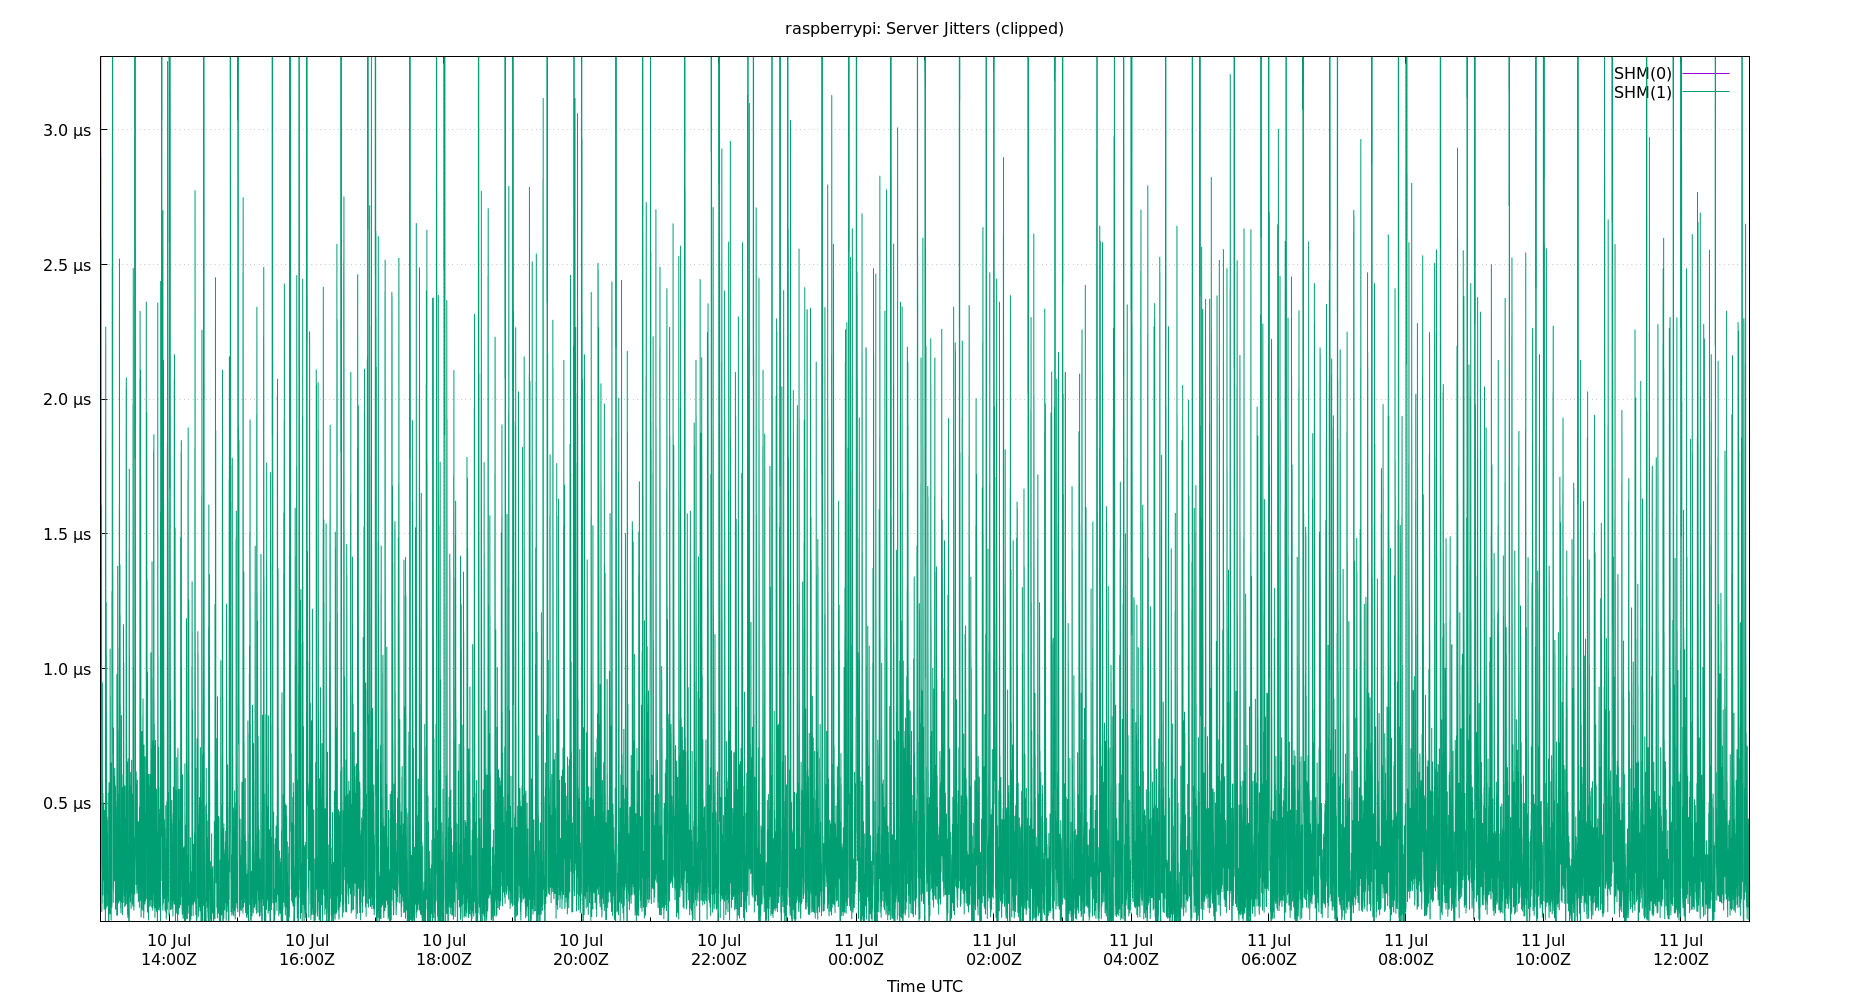 raspberrypi: Server Jitters (clipped)
SHM(0)
SHM(1)
3.0 µs
2.5 µs
2.0 µs
1.5 µs
1.0 µs
0.5 µs
10 Jul 10 Jul 10 Jul 10 Jul 10 Jul 11 Jul 11 Jul 11 Jul 11 Jul 11 Jul 11 Jul 11 Jul
14:00Z 16:00Z 18:00Z 20:00Z 22:00Z 00:00Z 02:00Z 04:00Z 06:00Z 08:00Z 10:00Z 12:00Z
Time UTC